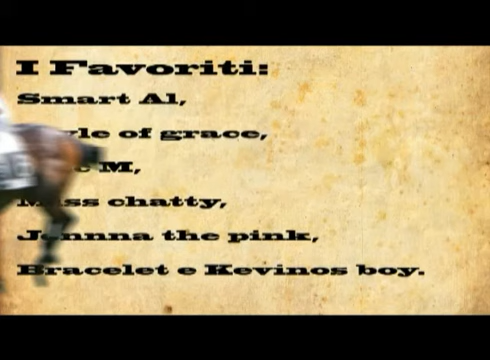 I Favoriti:
Smart Al,
of grace,
M,
chatty,
the pink,
Bracelet e Kevinos boy.